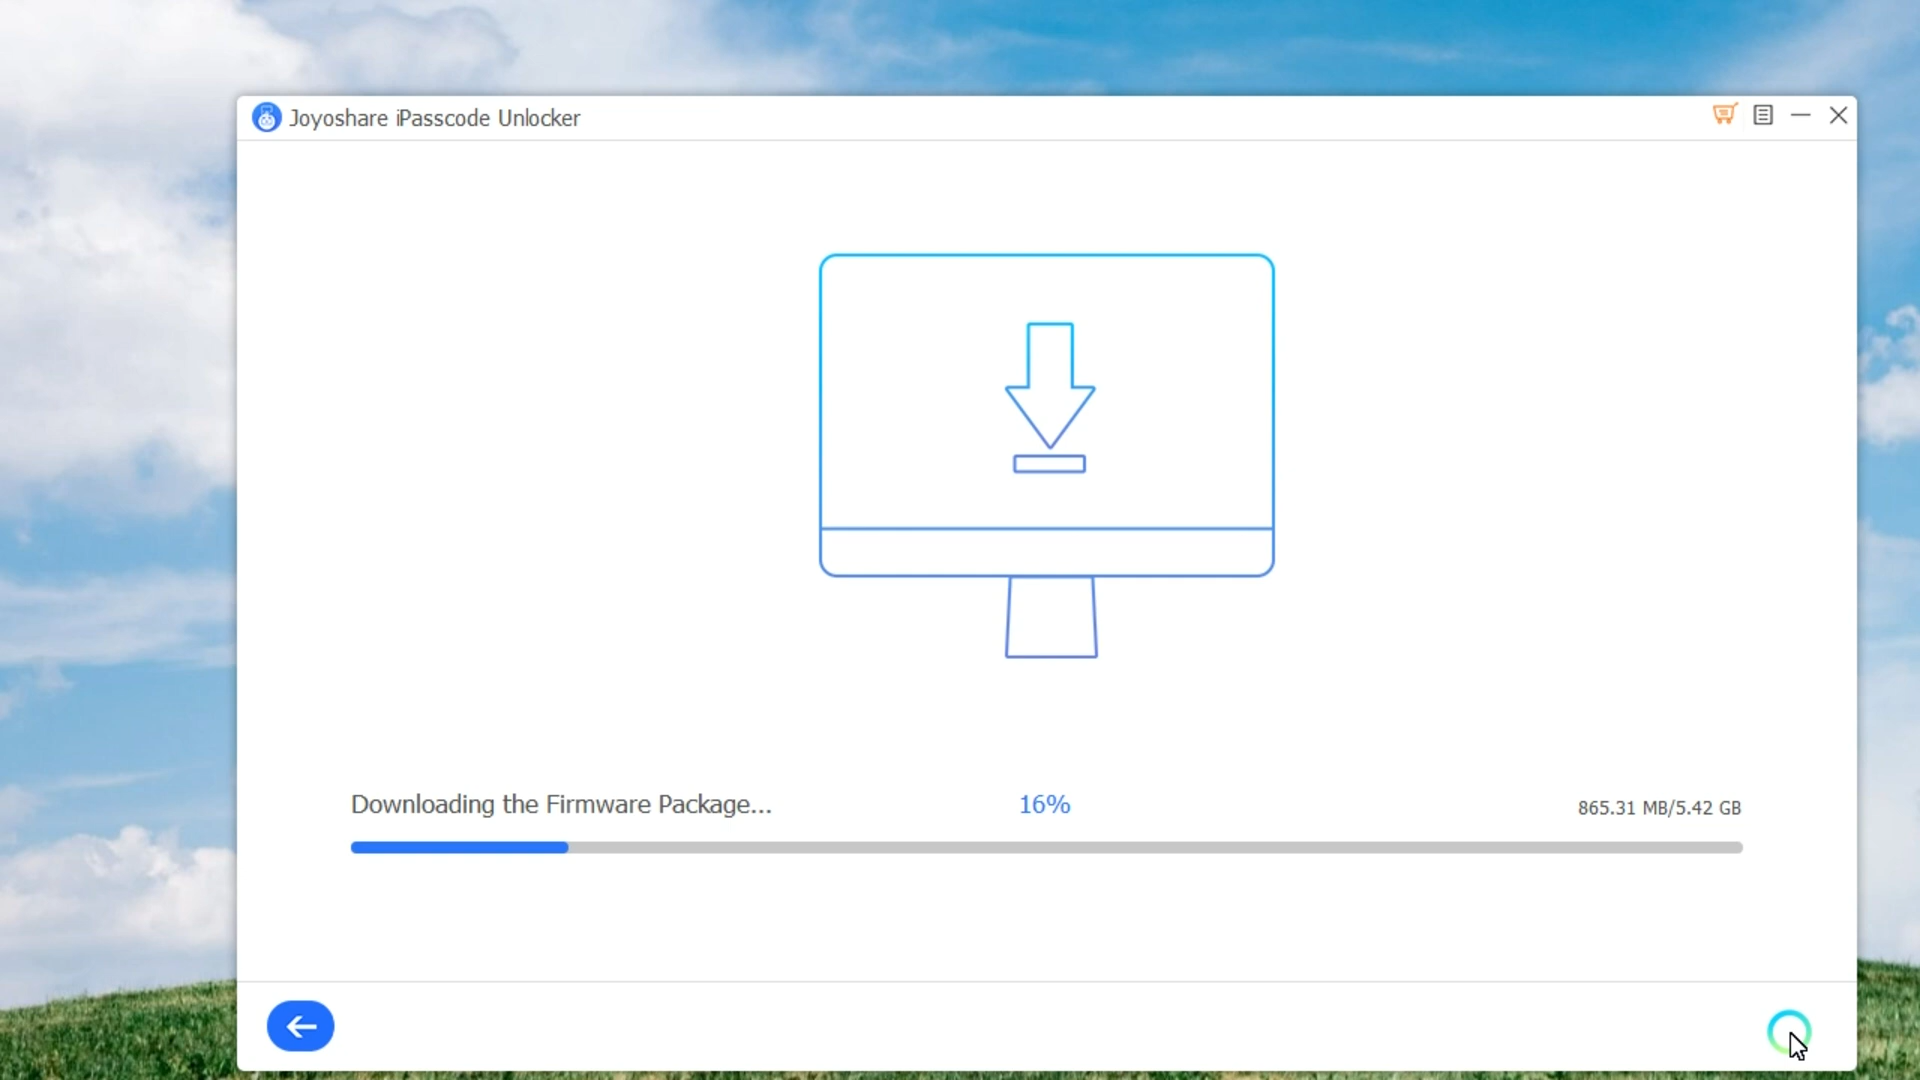 Joyoshare iPasscode Unlocker
Downloading the Firmware Package... 16% 865.31 MB/5.42 GB